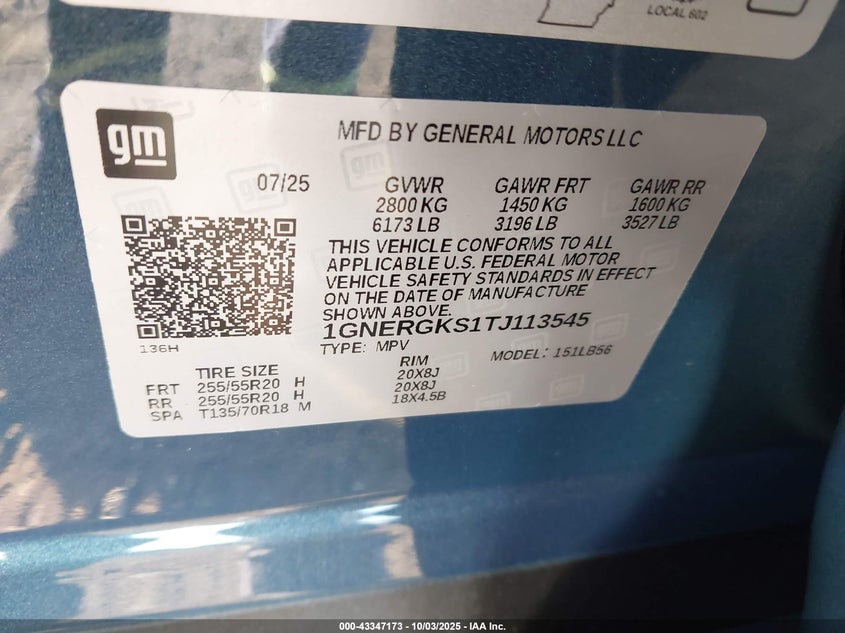 LOCAL 602
gm
MFD BY GENERAL MOTORS LLC
07/25 GVWR GAWR FRT GAWR RR
2800 KG 1450 KG 1600 KG
6173 LB 3196 LB 3527 LB
THIS VEHICLE CONFORMS TO ALL
APPLICABLE U.S. FEDERAL MOTOR
VEHICLE SAFETY STANDARDS IN EFFECT
ON THE DATE OF MANUFACTURE
SHOWN ABOVE.
1GNERGKS1TJ113545
136H TYPE: MPV MODEL: 151LB56
TIRE SIZE RIM
FRT 255/55R20 H 20X8J
RR 255/55R20 H 20X8J
SPA T135/70R18 M 18X4.5B
000-43347173 - 10/03/2025 - IAA Inc.